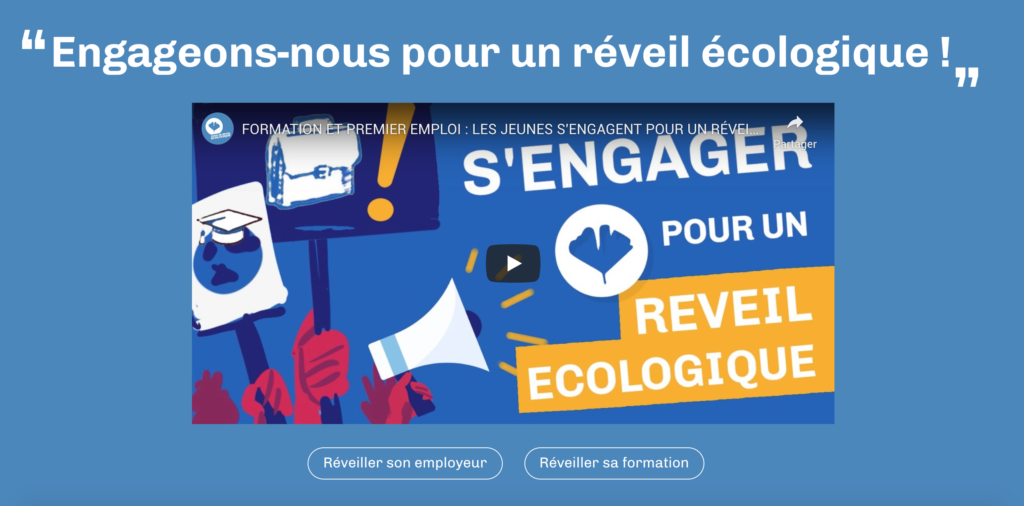 “Engageons-nous pour un réveil écologique !”
FORMATION ET PREMIER EMPLOI : LES JEUNES S'ENGAGENT POUR UN RÉVEI...
Partager
S'ENGAGER
POUR UN
REVEIL
ECOLOGIQUE
Réveiller son employeur
Réveiller sa formation